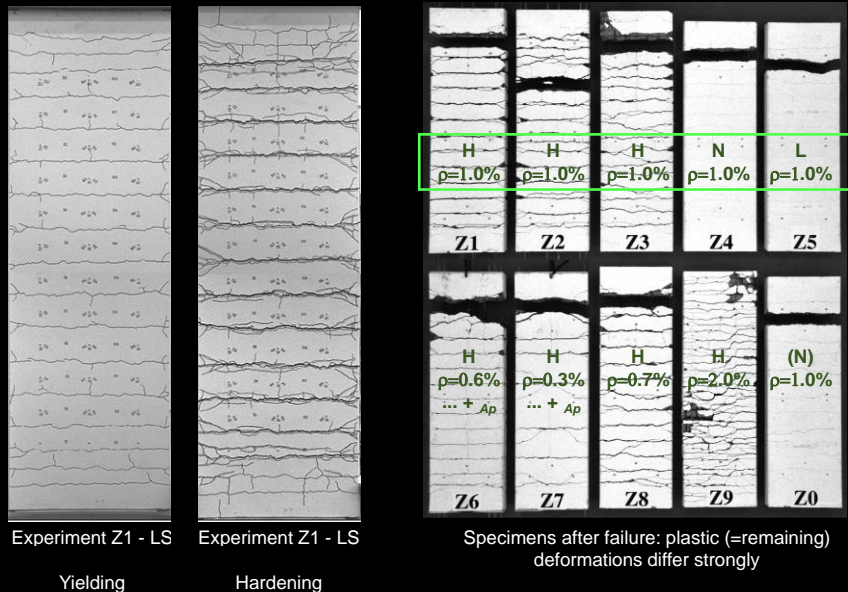 H
ρ=1.0%
H
ρ=1.0%
H
ρ=1.0%
N
ρ=1.0%
L
ρ=1.0%
Z1
Z2
Z3
Z4
Z5
H
ρ=0.6%
... + Ap
H
ρ=0.3%
... + Ap
H
ρ=0.7%
H
ρ=2.0%
(N)
ρ=1.0%
Z6
Z7
Z8
Z9
Z0
Experiment Z1 - LS
Yielding
Experiment Z1 - LS
Hardening
Specimens after failure: plastic (=remaining)
deformations differ strongly